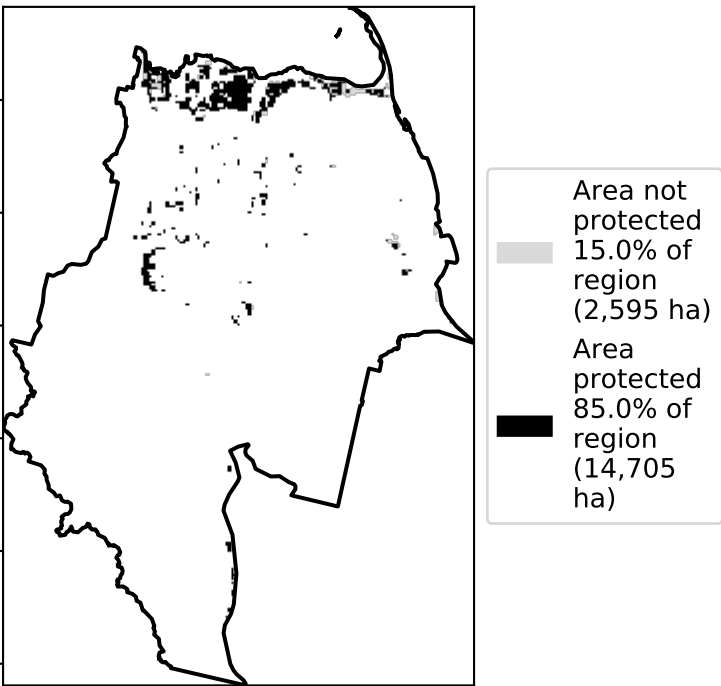 Area not
protected
15.0% of
region
(2,595 ha)
Area
protected
85.0% of
region
(14,705
ha)